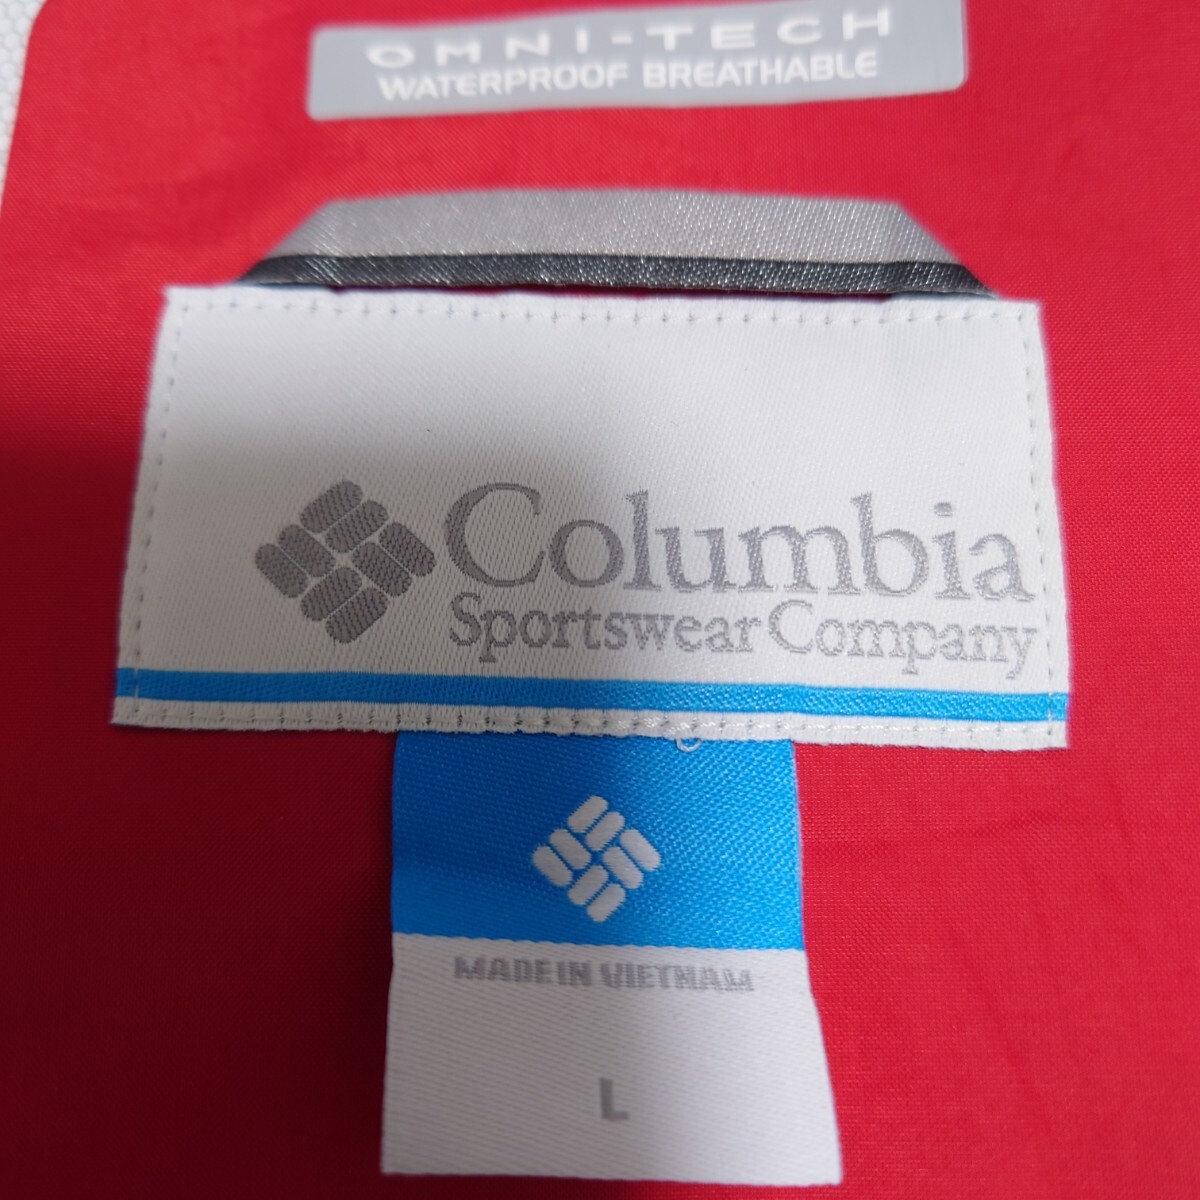 OMNI-TECH
WATERPROOF BREATHABLE
Columbia
Sportswear Company
MADE IN VIETNAM
L